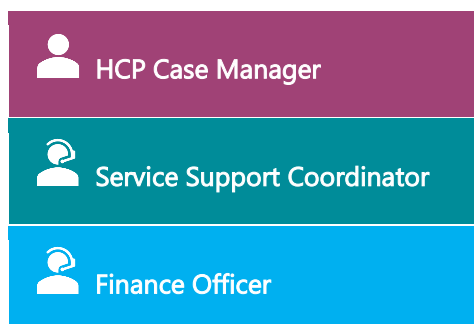 HCP Case Manager
Service Support Coordinator
Finance Officer